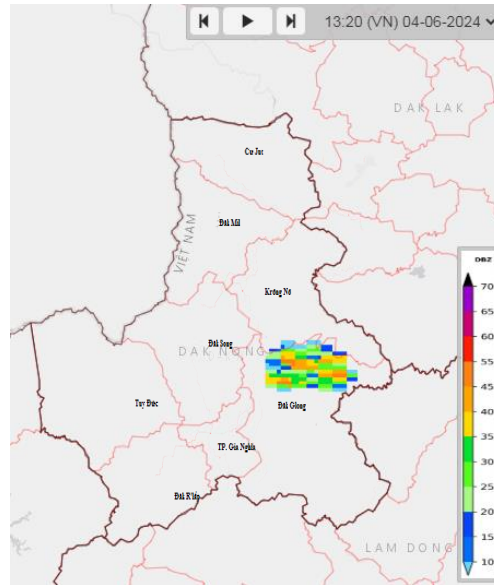 13:20 (VN) 04-06-2024
DAK LAK
Cư Jut
Đăk Mil
VIỆT NAM
Krông Nô
DBZ
70
65
60
55
50
45
40
35
30
25
20
15
10
Đăk Song
DAK NONG
Tuy Đức
Đăk Glong
TP. Gia Nghĩa
Đăk R'lấp
LAM DONG